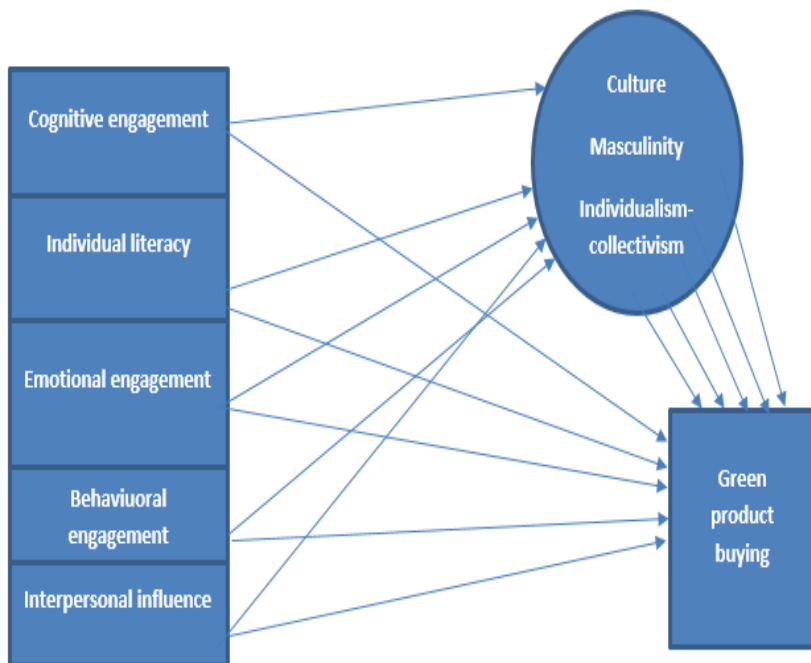 Cognitive engagement
Individual literacy
Emotional engagement
Behaviuoral
engagement
Interpersonal influence
Culture
Masculinity
Individualism-
collectivism
Green
product
buying